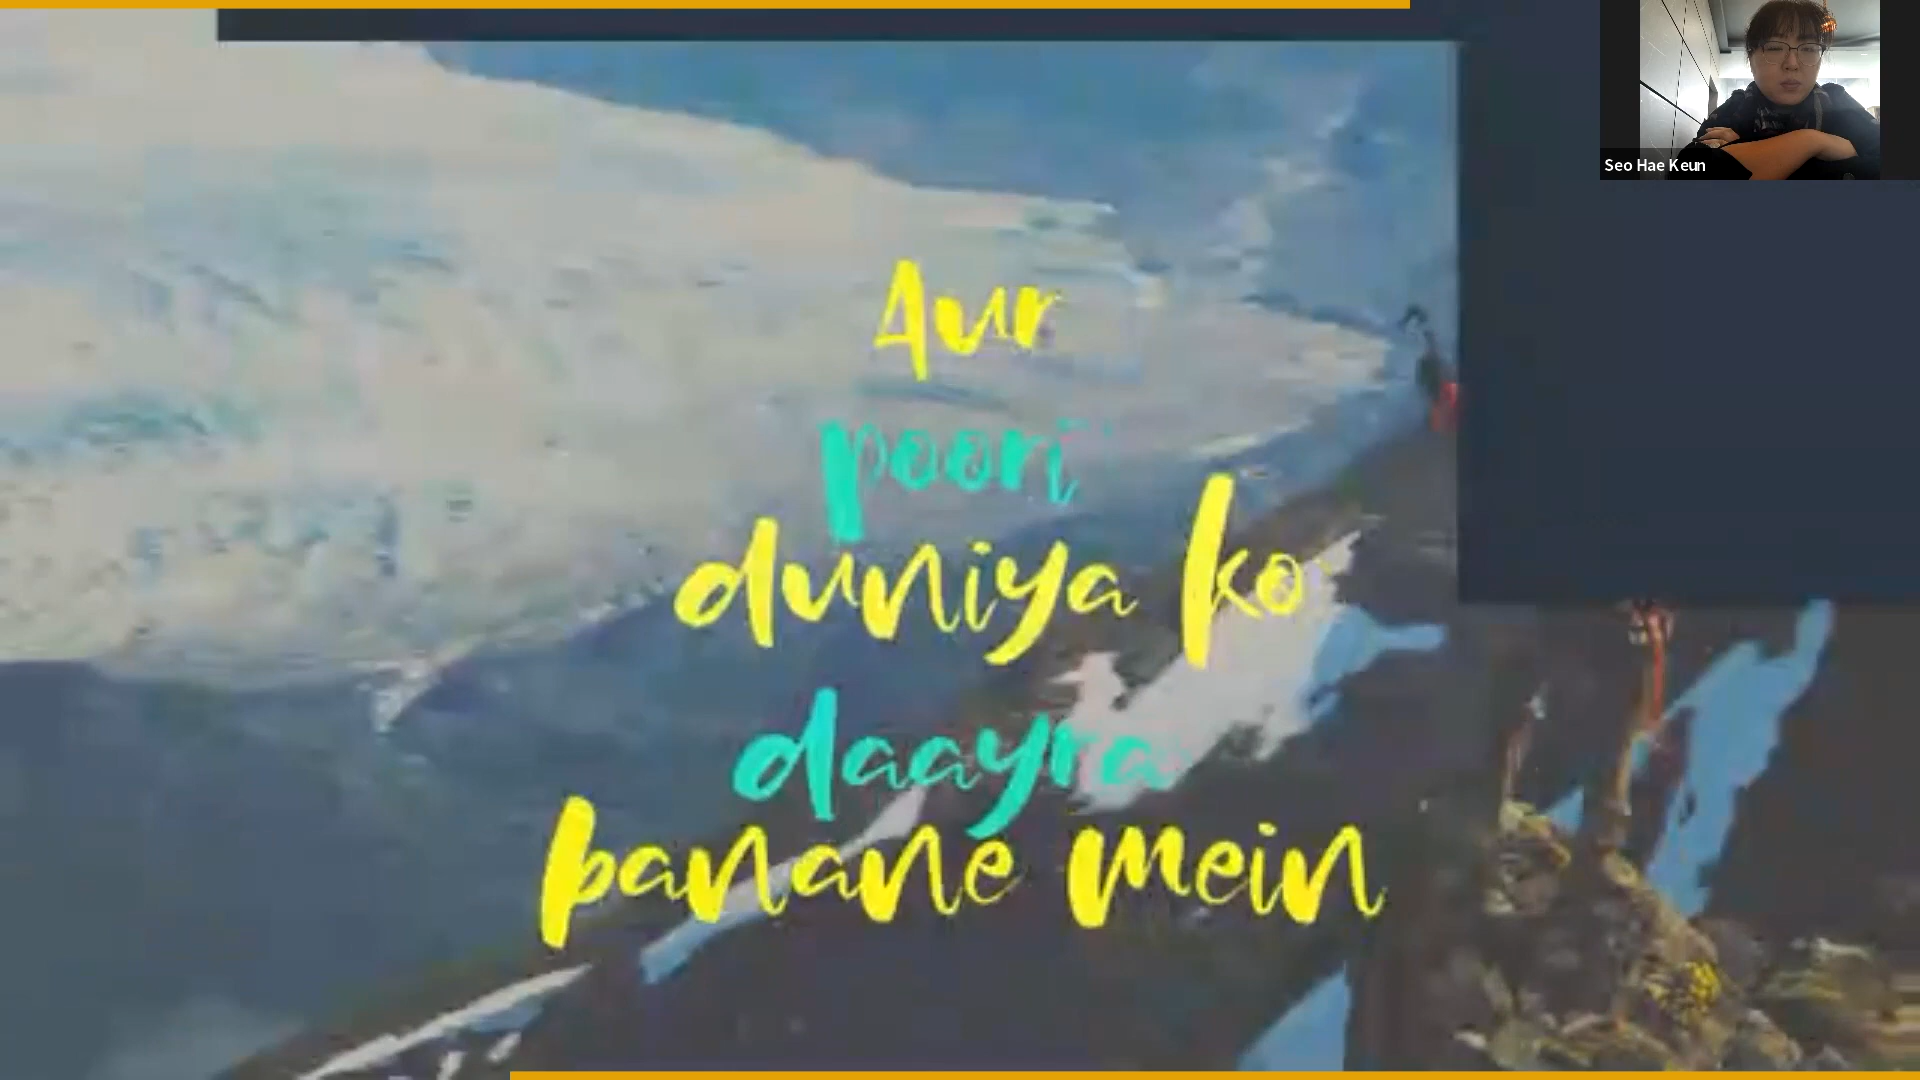 Aur
poori
duniya ko
daayra
banane mein
Seo Hae Keun